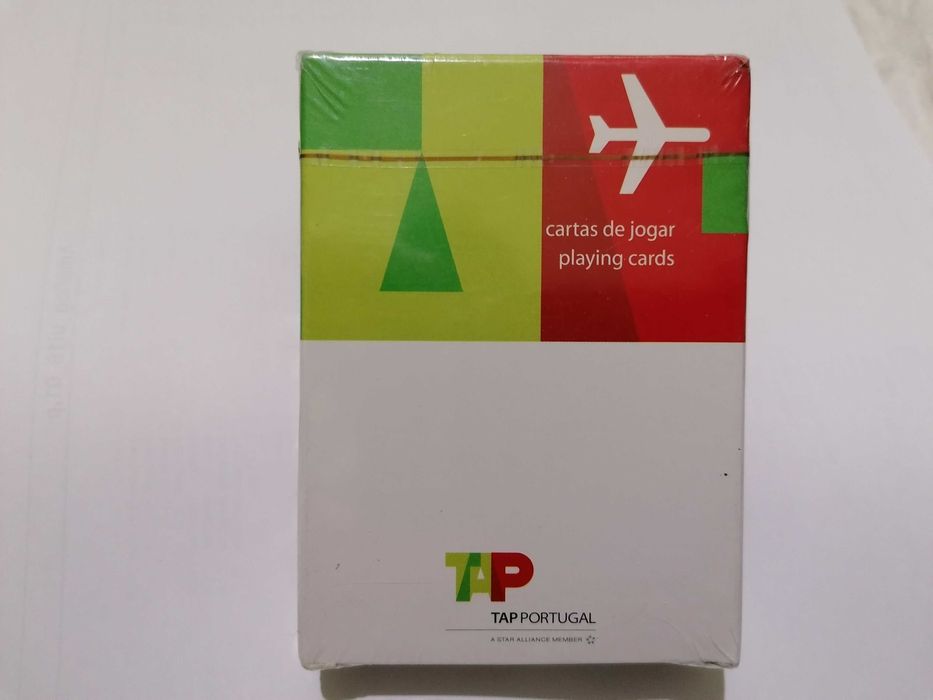 cartas de jogar
playing cards
TAP
TAP PORTUGAL
A STAR ALLIANCE MEMBER